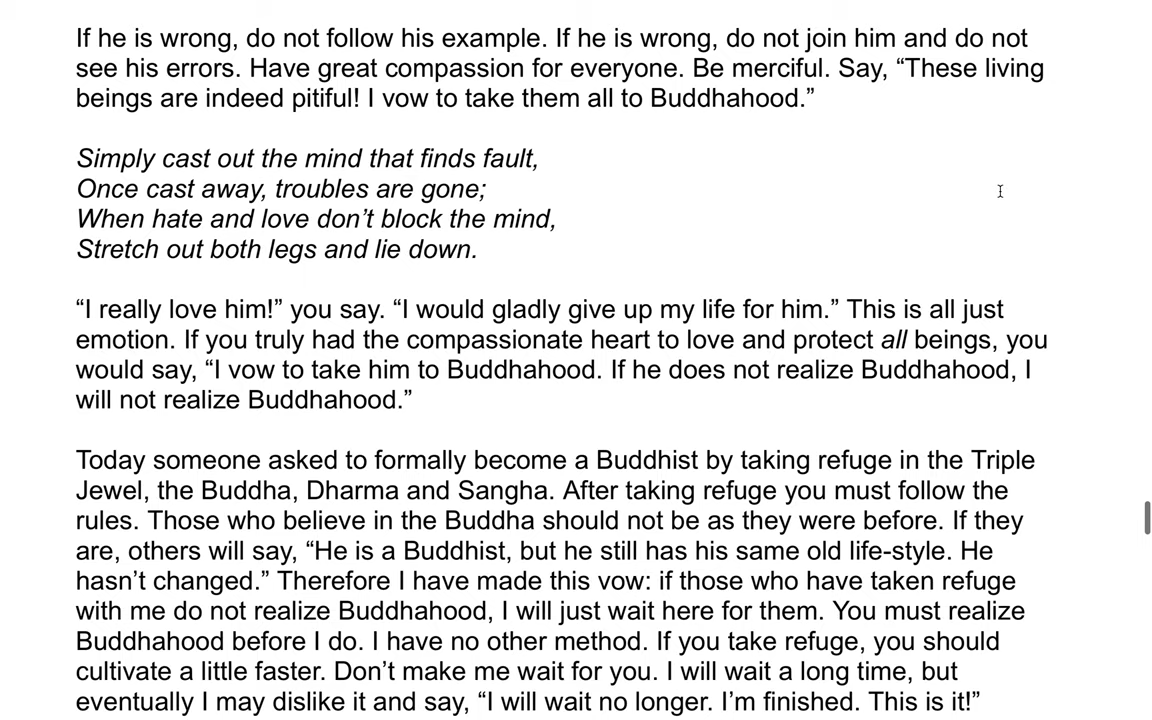 If he is wrong, do not follow his example. If he is wrong, do not join him and do not
see his errors. Have great compassion for everyone. Be merciful. Say, “These living
beings are indeed pitiful! I vow to take them all to Buddhahood.”
Simply cast out the mind that finds fault,
Once cast away, troubles are gone;
When hate and love don’t block the mind,
Stretch out both legs and lie down.
“I really love him!” you say. “I would gladly give up my life for him.” This is all just
emotion. If you truly had the compassionate heart to love and protect all beings, you
would say, “I vow to take him to Buddhahood. If he does not realize Buddhahood, I
will not realize Buddhahood.”
Today someone asked to formally become a Buddhist by taking refuge in the Triple
Jewel, the Buddha, Dharma and Sangha. After taking refuge you must follow the
rules. Those who believe in the Buddha should not be as they were before. If they
are, others will say, “He is a Buddhist, but he still has his same old life-style. He
hasn’t changed.” Therefore I have made this vow: if those who have taken refuge
with me do not realize Buddhahood, I will just wait here for them. You must realize
Buddhahood before I do. I have no other method. If you take refuge, you should
cultivate a little faster. Don’t make me wait for you. I will wait a long time, but
eventually I may dislike it and say, “I will wait no longer. I’m finished. This is it!”